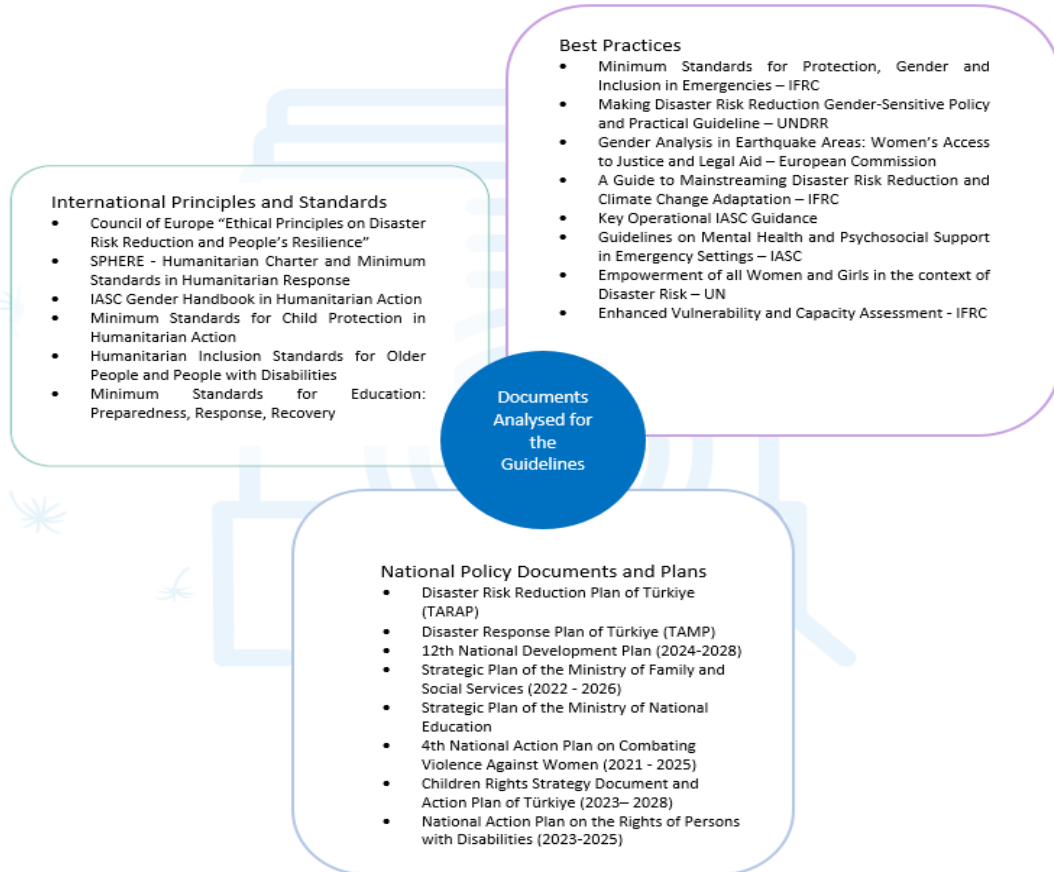 Best Practices
• Minimum Standards for Protection, Gender and
Inclusion in Emergencies – IFRC
• Making Disaster Risk Reduction Gender-Sensitive Policy
and Practical Guideline – UNDRR
• Gender Analysis in Earthquake Areas: Women's Access
to Justice and Legal Aid – European Commission
• A Guide to Mainstreaming Disaster Risk Reduction and
Climate Change Adaptation – IFRC
• Key Operational IASC Guidance
• Guidelines on Mental Health and Psychosocial Support
in Emergency Settings – IASC
• Empowerment of all Women and Girls in the context of
Disaster Risk – UN
• Enhanced Vulnerability and Capacity Assessment - IFRC
International Principles and Standards
• Council of Europe “Ethical Principles on Disaster
Risk Reduction and People's Resilience”
• SPHERE - Humanitarian Charter and Minimum
Standards in Humanitarian Response
• IASC Gender Handbook in Humanitarian Action
• Minimum Standards for Child Protection in
Humanitarian Action
• Humanitarian Inclusion Standards for Older
People and People with Disabilities
• Minimum Standards for Education:
Preparedness, Response, Recovery
Documents
Analysed for
the
Guidelines
National Policy Documents and Plans
• Disaster Risk Reduction Plan of Türkiye
(TARAP)
• Disaster Response Plan of Türkiye (TAMP)
• 12th National Development Plan (2024-2028)
• Strategic Plan of the Ministry of Family and
Social Services (2022 - 2026)
• Strategic Plan of the Ministry of National
Education
• 4th National Action Plan on Combating
Violence Against Women (2021 - 2025)
• Children Rights Strategy Document and
Action Plan of Türkiye (2023– 2028)
• National Action Plan on the Rights of Persons
with Disabilities (2023-2025)